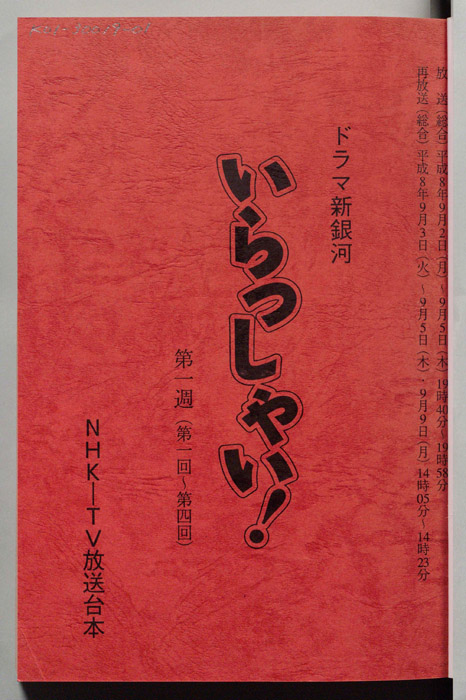 放　送（総合）平成8年9月2日（月）～9月5日（木）19時40分～19時58分
再放送（総合）平成8年9月3日（火）～9月5日（木）・9月9日（月）14時05分～14時23分
ドラマ新銀河
いらっしゃい！
第一週（第一回～第四回）
NHK―TV放送台本